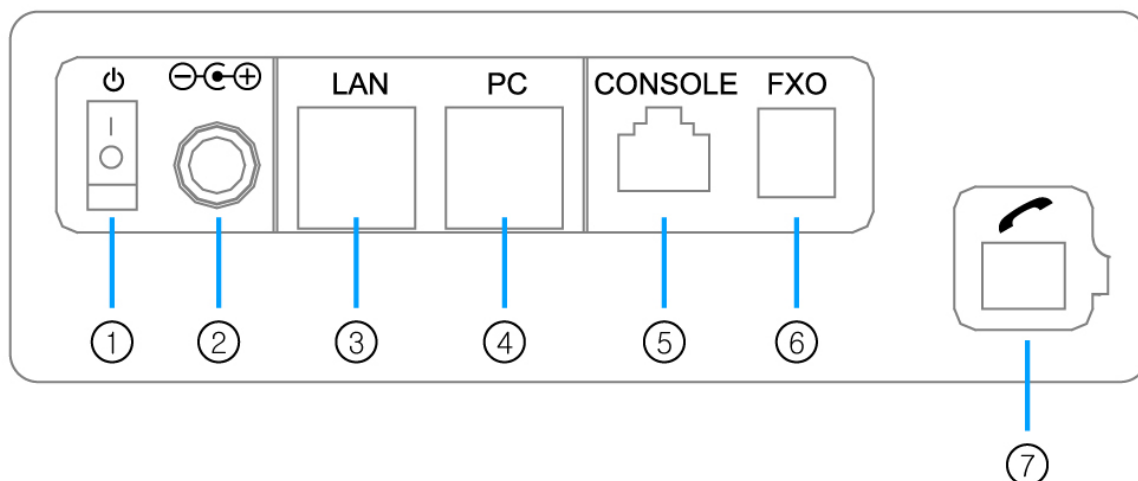 LAN PC CONSOLE FXO
① ② ③ ④ ⑤ ⑥
⑦